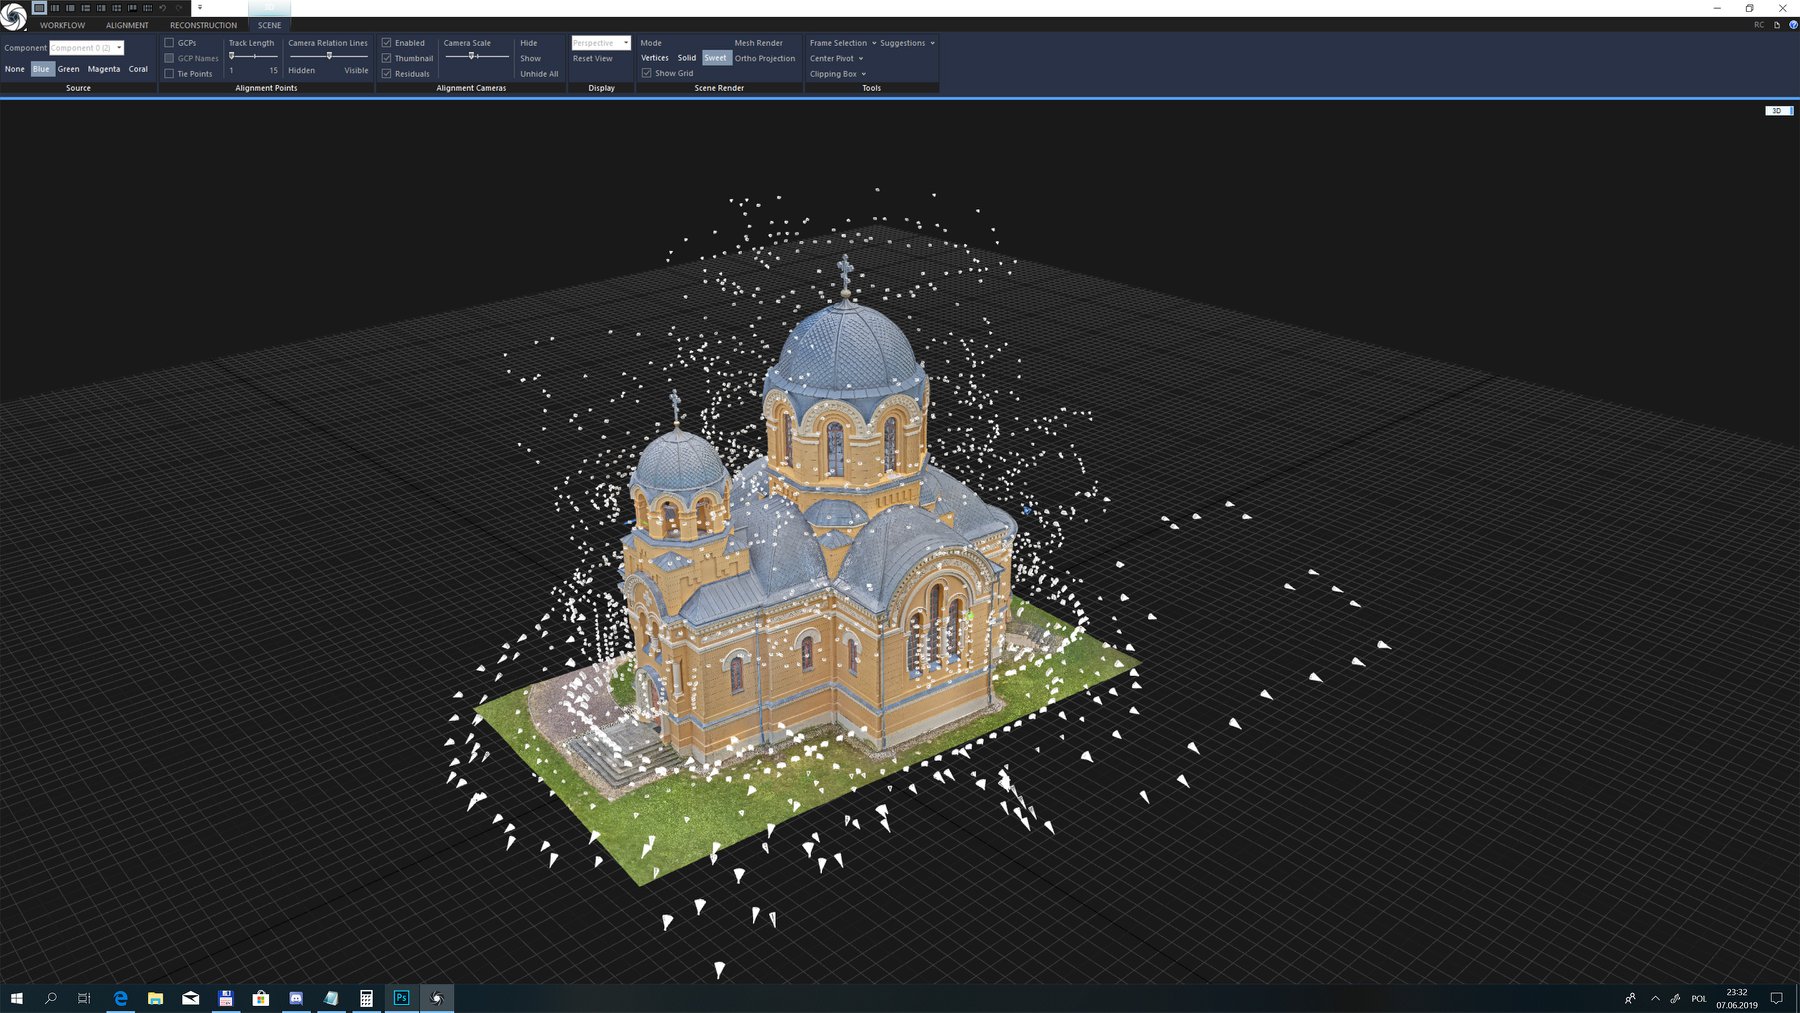 3D
WORKFLOW ALIGNMENT RECONSTRUCTION SCENE
RC
Component Component 0 (2)
None Blue Green Magenta Coral
Source
GCPs
GCP Names
Tie Points
Track Length
1 15
Camera Relation Lines
Hidden Visible
Alignment Points
Enabled
Thumbnail
Residuals
Camera Scale
Hide
Show
Unhide All
Alignment Cameras
Perspective
Reset View
Display
Mode
Vertices Solid Sweet
Show Grid
Mesh Render
Ortho Projection
Scene Render
Frame Selection Suggestions
Center Pivot
Clipping Box
Tools
3D
Ps
POL
23:32
07.06.2019